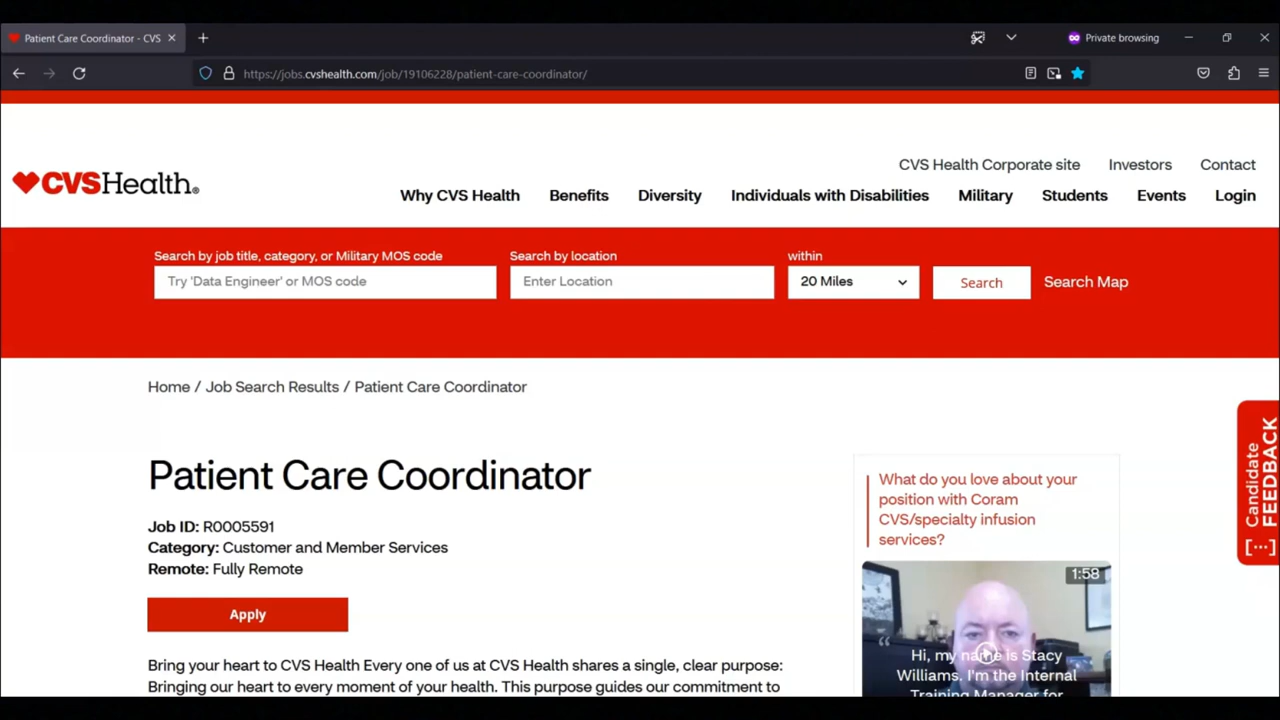 Patient Care Coordinator - CVS
Private browsing
https://jobs.cvshealth.com/job/19106228/patient-care-coordinator/
CVS Health Corporate site Investors Contact
CVSHealth®
Why CVS Health Benefits Diversity Individuals with Disabilities Military Students Events Login
Search by job title, category, or Military MOS code Search by location within
Try 'Data Engineer' or MOS code Enter Location 20 Miles Search Search Map
Home / Job Search Results / Patient Care Coordinator
Patient Care Coordinator
Job ID: R0005591
Category: Customer and Member Services
Remote: Fully Remote
Apply
Bring your heart to CVS Health Every one of us at CVS Health shares a single, clear purpose:
Bringing our heart to every moment of your health. This purpose guides our commitment to
What do you love about your
position with Coram
CVS/specialty infusion
services?
1:58
“
Hi, my name is Stacy
Williams. I'm the Internal
Training Manager for
Candidate
FEEDBACK
[···]